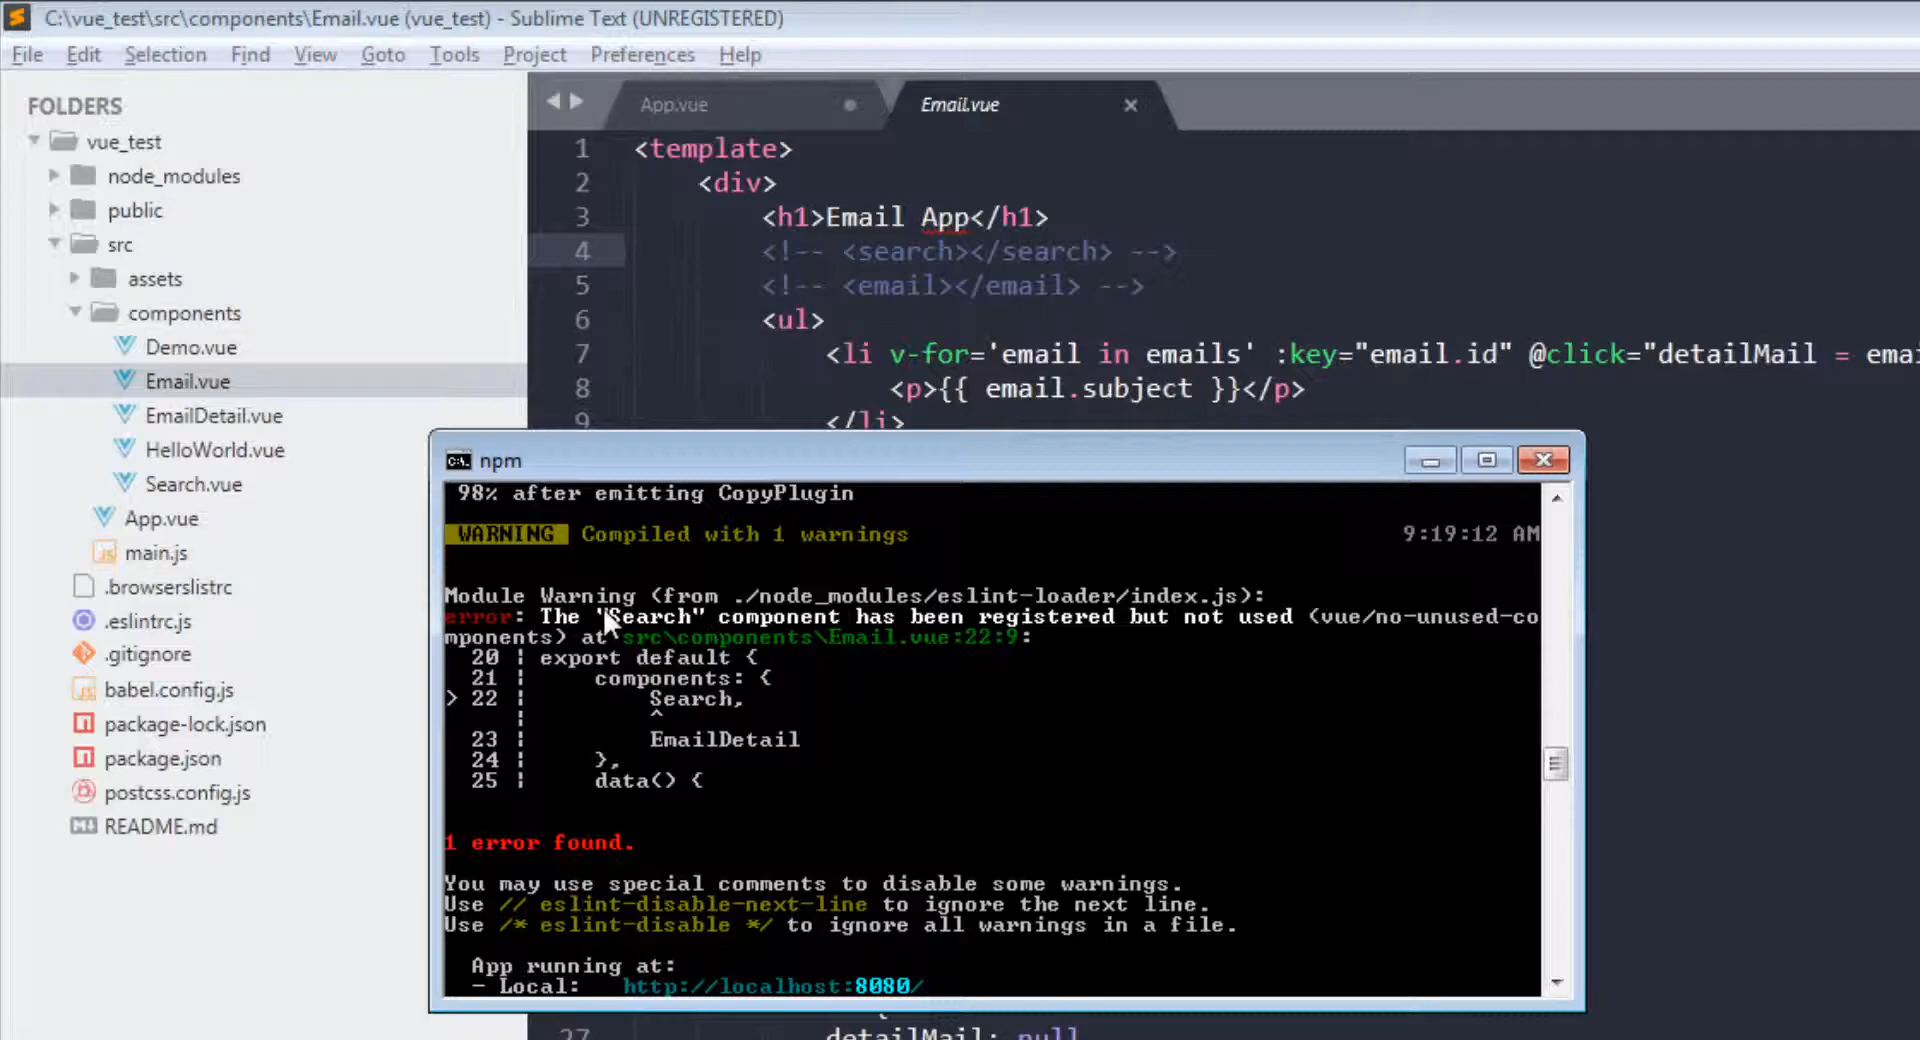 C:\vue_test\src\components\Email.vue (vue_test) - Sublime Text (UNREGISTERED)
File Edit Selection Find View Goto Tools Project Preferences Help
FOLDERS
vue_test
node_modules
public
src
assets
components
Demo.vue
Email.vue
EmailDetail.vue
HelloWorld.vue
Search.vue
App.vue
main.js
.browserslistrc
.eslintrc.js
.gitignore
babel.config.js
package-lock.json
package.json
postcss.config.js
README.md
App.vue
Email.vue
1 <template>
2 <div>
3 <h1>Email App</h1>
4 <!-- <search></search> -->
5 <!-- <email></email> -->
6 <ul>
7 <li v-for='email in emails' :key="email.id" @click="detailMail = emai
8 <p>{{ email.subject }}</p>
9 </li>
npm
98% after emitting CopyPlugin
WARNING Compiled with 1 warnings 9:19:12 AM
Module Warning (from ./node_modules/eslint-loader/index.js):
error: The "Search" component has been registered but not used (vue/no-unused-co
mponents) at src\components\Email.vue:22:9:
20 | export default {
21 | components: {
> 22 | Search,
| ^
23 | EmailDetail
24 | },
25 | data() {
1 error found.
You may use special comments to disable some warnings.
Use // eslint-disable-next-line to ignore the next line.
Use /* eslint-disable */ to ignore all warnings in a file.
App running at:
- Local: http://localhost:8080/
27 detailMail: null